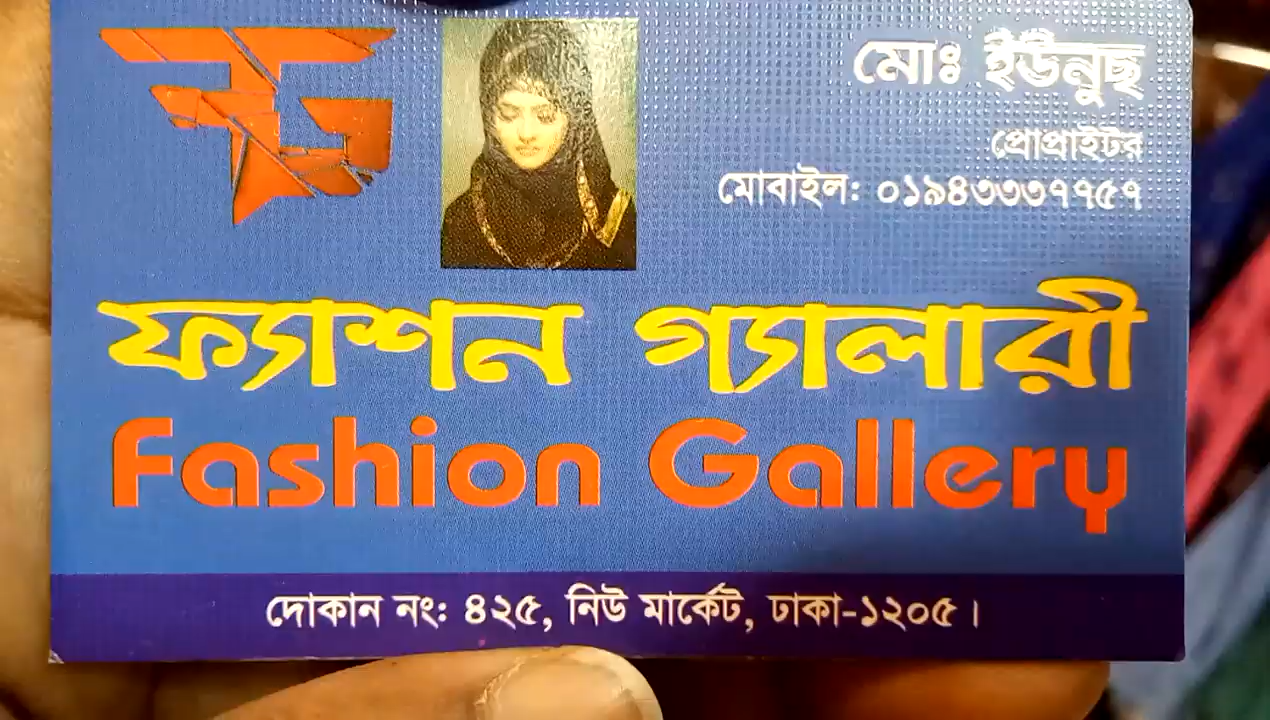 মোঃ ইউনুছ
প্রোপ্রাইটর
মোবাইল: ০১৯৪৩৩৩৭৭৫৭
ফ্যাশন গ্যালারী
Fashion Gallery
দোকান নং: ৪২৫, নিউ মার্কেট, ঢাকা-১২০৫।